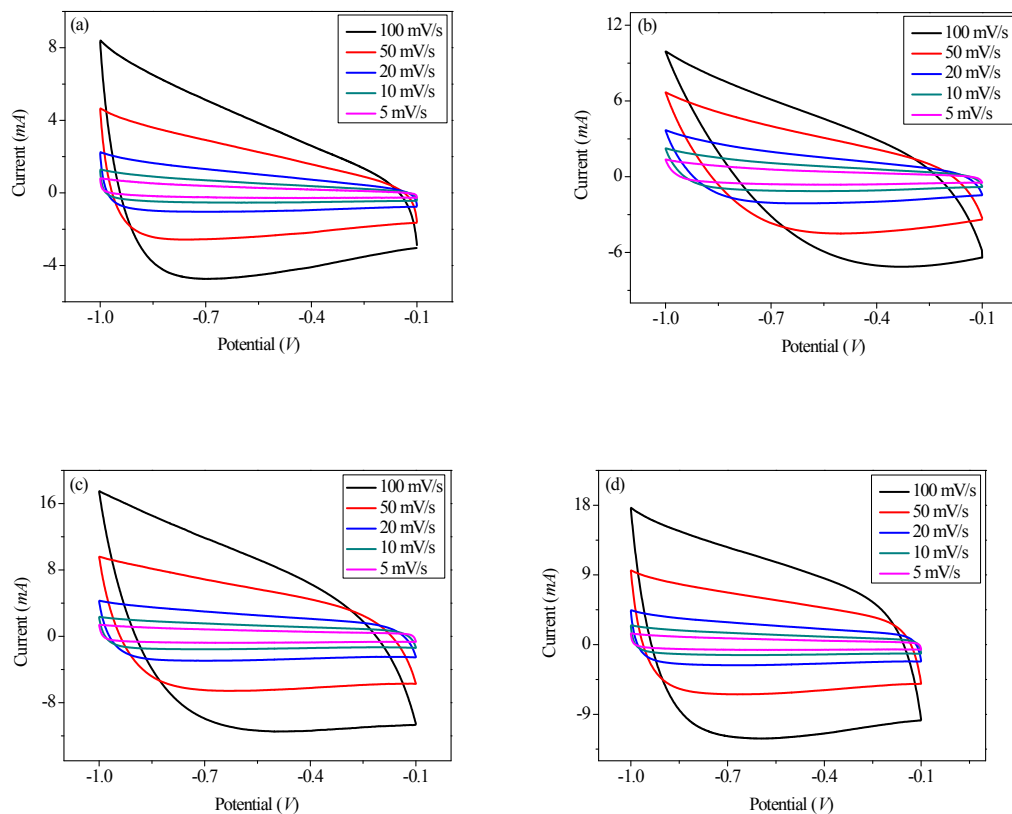 (a)
100 mV/s
50 mV/s
20 mV/s
10 mV/s
5 mV/s
8
4
0
-4
Current (mA)
-1.0 -0.7 -0.4 -0.1
Potential (V)
(b)
100 mV/s
50 mV/s
20 mV/s
10 mV/s
5 mV/s
12
6
0
-6
Current (mA)
-1.0 -0.7 -0.4 -0.1
Potential (V)
(c)
100 mV/s
50 mV/s
20 mV/s
10 mV/s
5 mV/s
16
8
0
-8
Current (mA)
-1.0 -0.7 -0.4 -0.1
Potential (V)
(d)
100 mV/s
50 mV/s
20 mV/s
10 mV/s
5 mV/s
18
9
0
-9
Current (mA)
-1.0 -0.7 -0.4 -0.1
Potential (V)